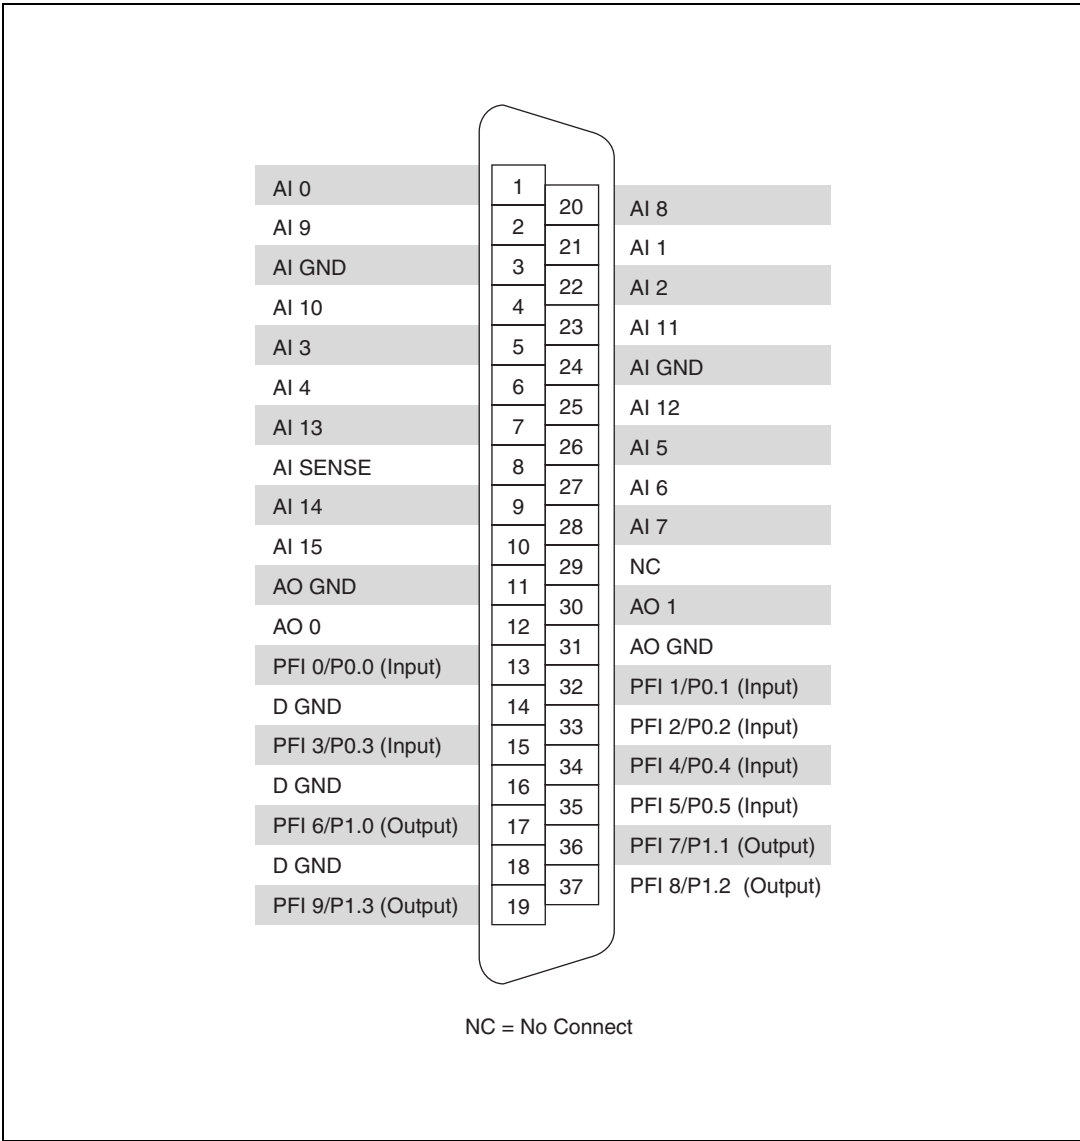 AI 0
AI 9
AI GND
AI 10
AI 3
AI 4
AI 13
AI SENSE
AI 14
AI 15
AO GND
AO 0
PFI 0/P0.0 (Input)
D GND
PFI 3/P0.3 (Input)
D GND
PFI 6/P1.0 (Output)
D GND
PFI 9/P1.3 (Output)
1
2
3
4
5
6
7
8
9
10
11
12
13
14
15
16
17
18
19
20
21
22
23
24
25
26
27
28
29
30
31
32
33
34
35
36
37
AI 8
AI 1
AI 2
AI 11
AI GND
AI 12
AI 5
AI 6
AI 7
NC
AO 1
AO GND
PFI 1/P0.1 (Input)
PFI 2/P0.2 (Input)
PFI 4/P0.4 (Input)
PFI 5/P0.5 (Input)
PFI 7/P1.1 (Output)
PFI 8/P1.2 (Output)
NC = No Connect